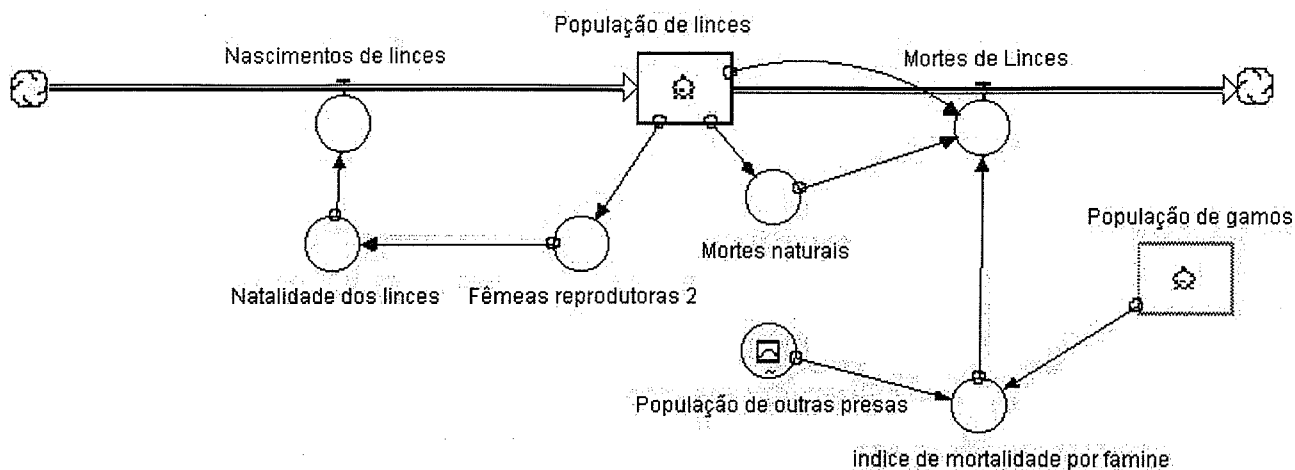 População de linces
Nascimentos de linces
Mortes de Linces
População de gamos
Mortes naturais
Natalidade dos linces
Fêmeas reprodutoras 2
População de outras presas
indice de mortalidade por famine